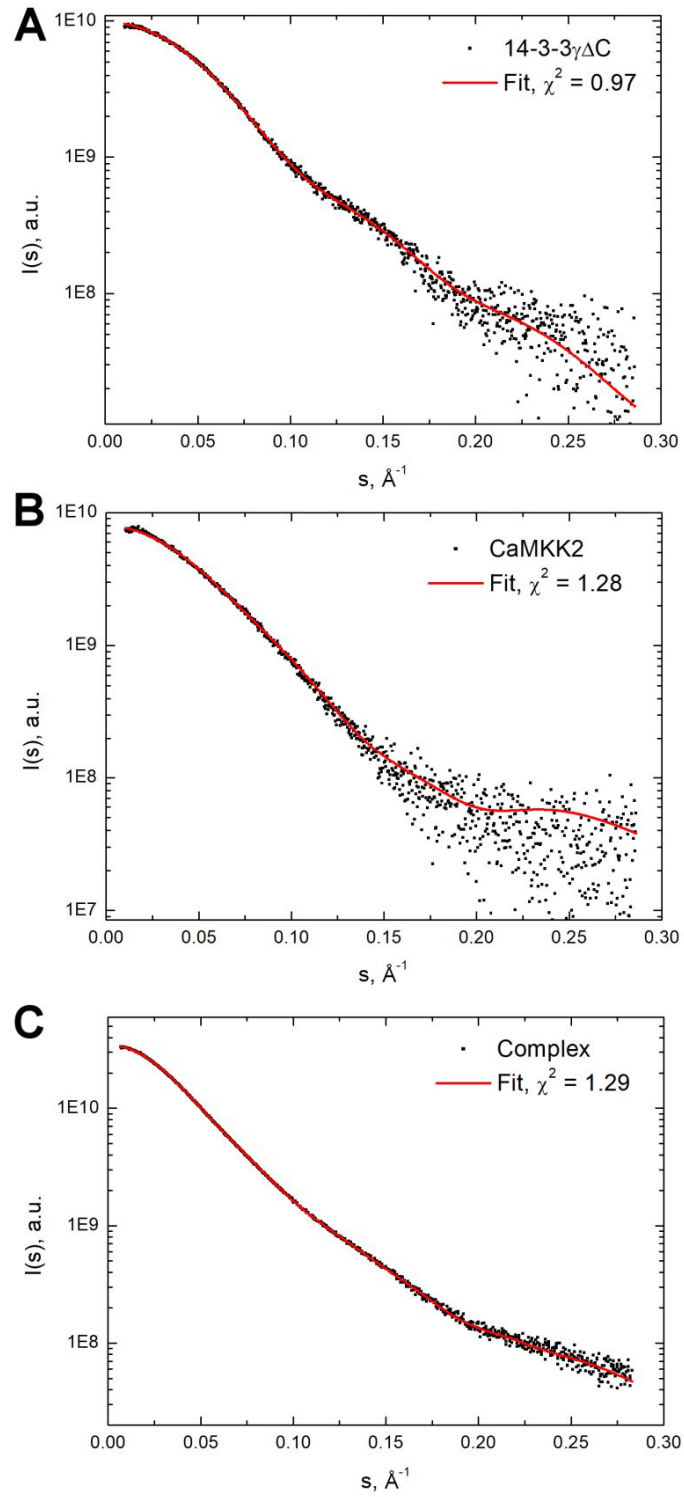 A
1E10
1E9
1E8
I(s), a.u.
14-3-3γΔC
Fit, χ² = 0.97
0.00 0.05 0.10 0.15 0.20 0.25 0.30
s, Å⁻¹
B
1E10
1E9
1E8
1E7
I(s), a.u.
CaMKK2
Fit, χ² = 1.28
0.00 0.05 0.10 0.15 0.20 0.25 0.30
s, Å⁻¹
C
1E10
1E9
1E8
I(s), a.u.
Complex
Fit, χ² = 1.29
0.00 0.05 0.10 0.15 0.20 0.25 0.30
s, Å⁻¹